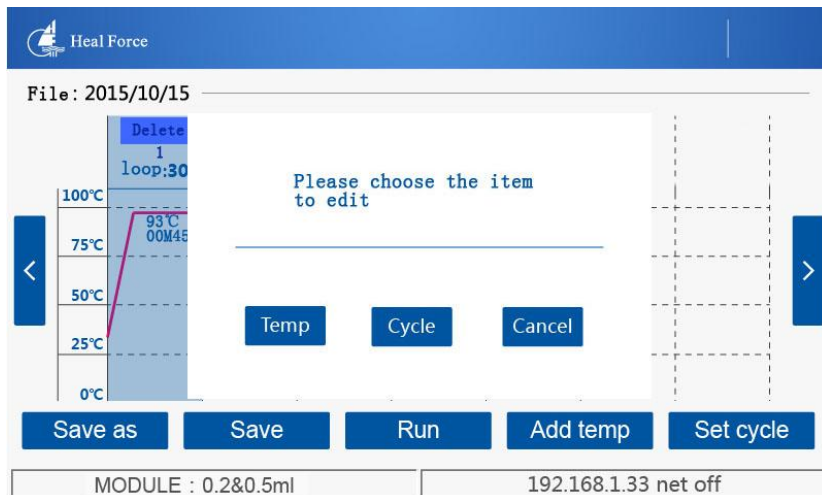 Heal Force
File: 2015/10/15
Delete
1
loop:30
100℃
93℃
00M45
75℃
50℃
25℃
0℃
Please choose the item
to edit
Temp Cycle Cancel
Save as Save Run Add temp Set cycle
MODULE : 0.2&0.5ml 192.168.1.33 net off